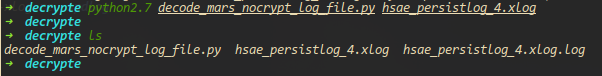 → decrypte python2.7 decode_mars_nocrypt_log_file.py hsae_persistlog_4.xlog
→ decrypte
→ decrypte ls
decode_mars_nocrypt_log_file.py hsae_persistlog_4.xlog hsae_persistlog_4.xlog.log
→ decrypte